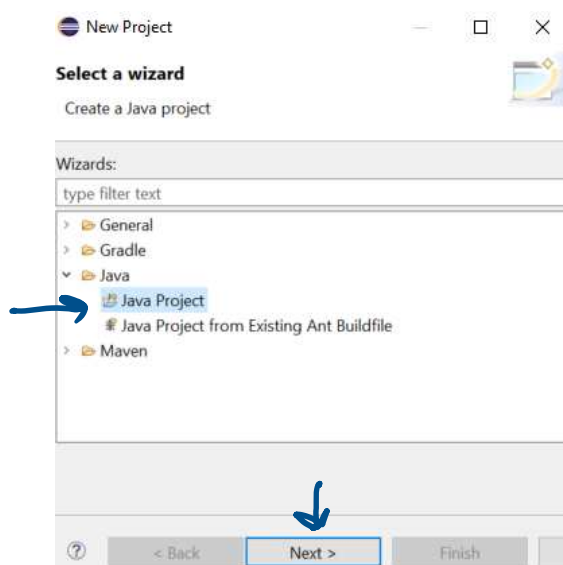 New Project
Select a wizard
Create a Java project
Wizards:
type filter text
General
Gradle
Java
Java Project
Java Project from Existing Ant Buildfile
Maven
? < Back Next > Finish